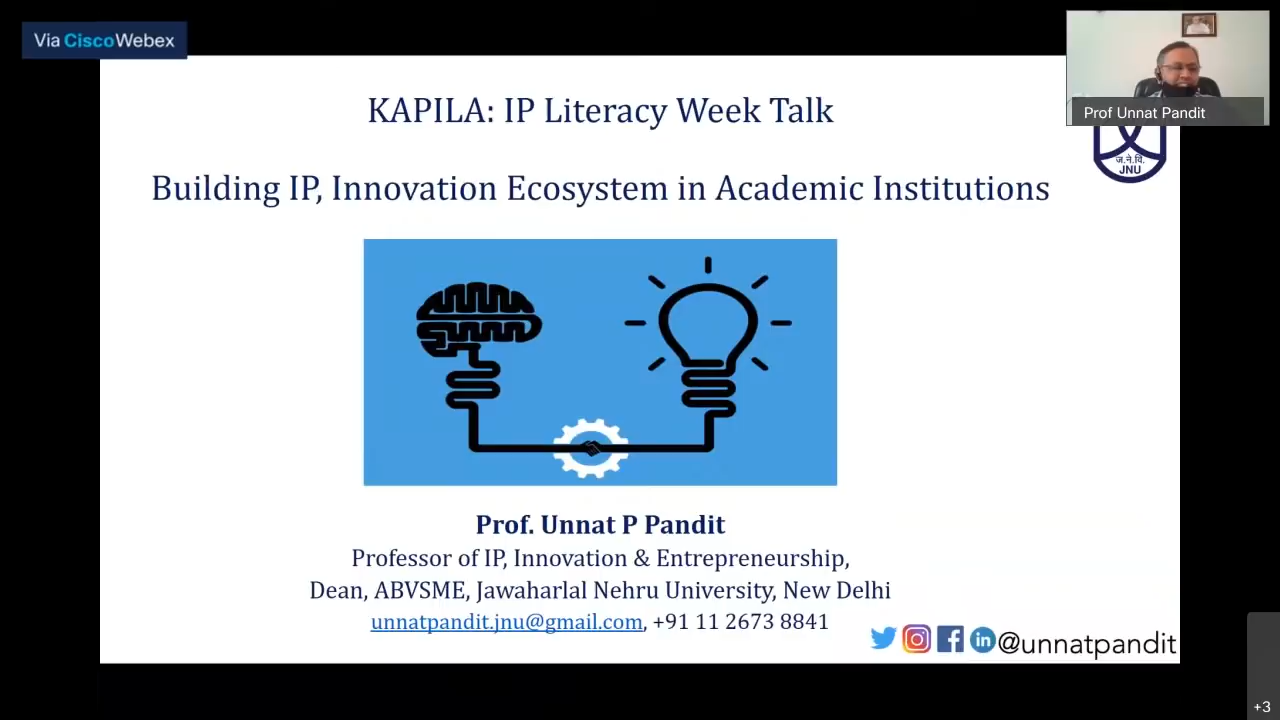 Via CiscoWebex
KAPILA: IP Literacy Week Talk
Prof Unnat Pandit
ज.ने.वि.
JNU
Building IP, Innovation Ecosystem in Academic Institutions
Prof. Unnat P Pandit
Professor of IP, Innovation & Entrepreneurship,
Dean, ABVSME, Jawaharlal Nehru University, New Delhi
unnatpandit.jnu@gmail.com, +91 11 2673 8841
@unnatpandit
+3